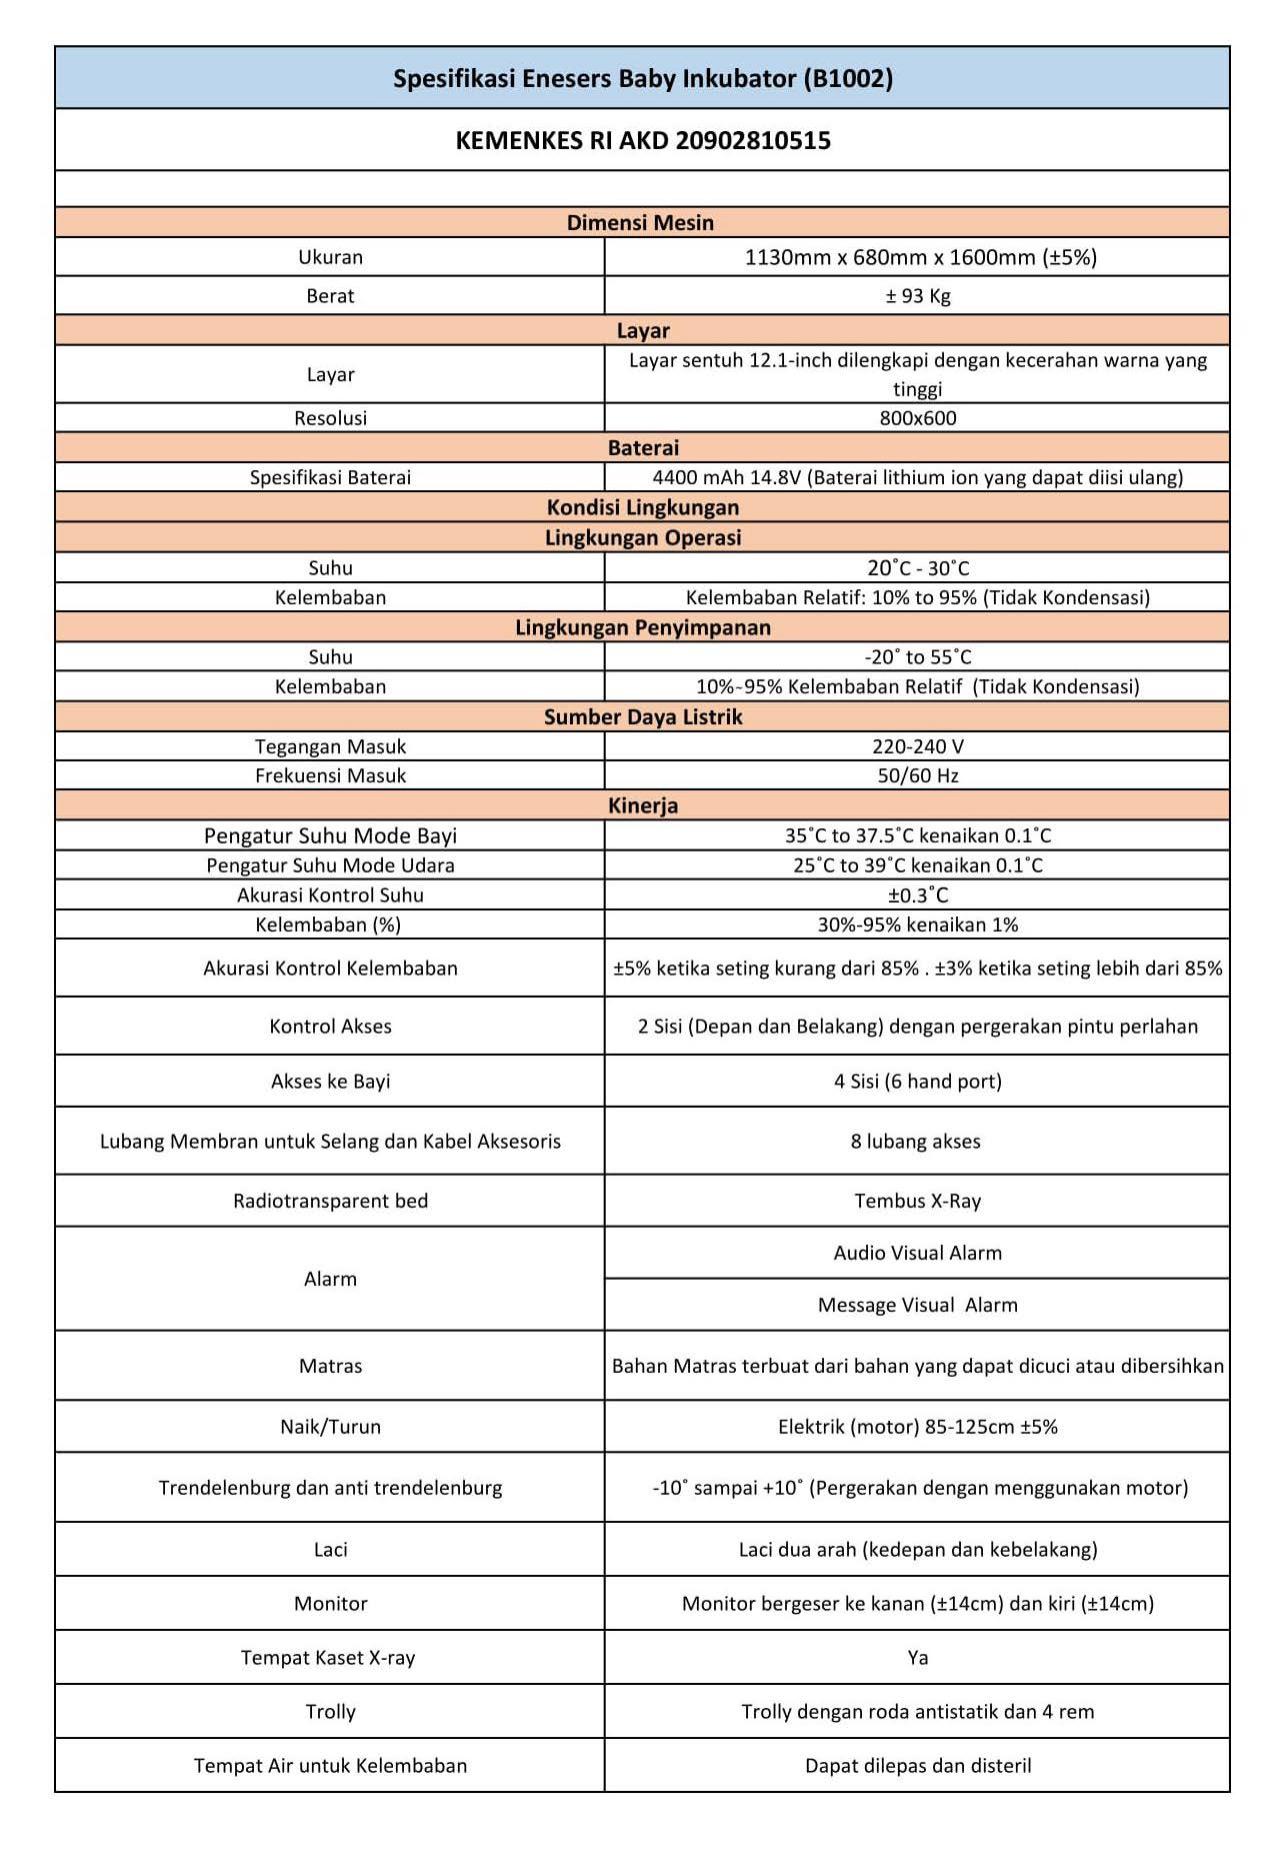 Spesifikasi Enesers Baby Inkubator (B1002)
KEMENKES RI AKD 20902810515
Dimensi Mesin
Ukuran 1130mm x 680mm x 1600mm (±5%)
Berat ± 93 Kg
Layar
Layar Layar sentuh 12.1-inch dilengkapi dengan kecerahan warna yang
tinggi
Resolusi 800x600
Baterai
Spesifikasi Baterai 4400 mAh 14.8V (Baterai lithium ion yang dapat diisi ulang)
Kondisi Lingkungan
Lingkungan Operasi
Suhu 20˚C - 30˚C
Kelembaban Kelembaban Relatif: 10% to 95% (Tidak Kondensasi)
Lingkungan Penyimpanan
Suhu -20˚ to 55˚C
Kelembaban 10%~95% Kelembaban Relatif (Tidak Kondensasi)
Sumber Daya Listrik
Tegangan Masuk 220-240 V
Frekuensi Masuk 50/60 Hz
Kinerja
Pengatur Suhu Mode Bayi 35˚C to 37.5˚C kenaikan 0.1˚C
Pengatur Suhu Mode Udara 25˚C to 39˚C kenaikan 0.1˚C
Akurasi Kontrol Suhu ±0.3˚C
Kelembaban (%) 30%-95% kenaikan 1%
Akurasi Kontrol Kelembaban ±5% ketika seting kurang dari 85% . ±3% ketika seting lebih dari 85%
Kontrol Akses 2 Sisi (Depan dan Belakang) dengan pergerakan pintu perlahan
Akses ke Bayi 4 Sisi (6 hand port)
Lubang Membran untuk Selang dan Kabel Aksesoris 8 lubang akses
Radiotransparent bed Tembus X-Ray
Alarm Audio Visual Alarm
Message Visual Alarm
Matras Bahan Matras terbuat dari bahan yang dapat dicuci atau dibersihkan
Naik/Turun Elektrik (motor) 85-125cm ±5%
Trendelenburg dan anti trendelenburg -10˚ sampai +10˚ (Pergerakan dengan menggunakan motor)
Laci Laci dua arah (kedepan dan kebelakang)
Monitor Monitor bergeser ke kanan (±14cm) dan kiri (±14cm)
Tempat Kaset X-ray Ya
Trolly Trolly dengan roda antistatik dan 4 rem
Tempat Air untuk Kelembaban Dapat dilepas dan disteril